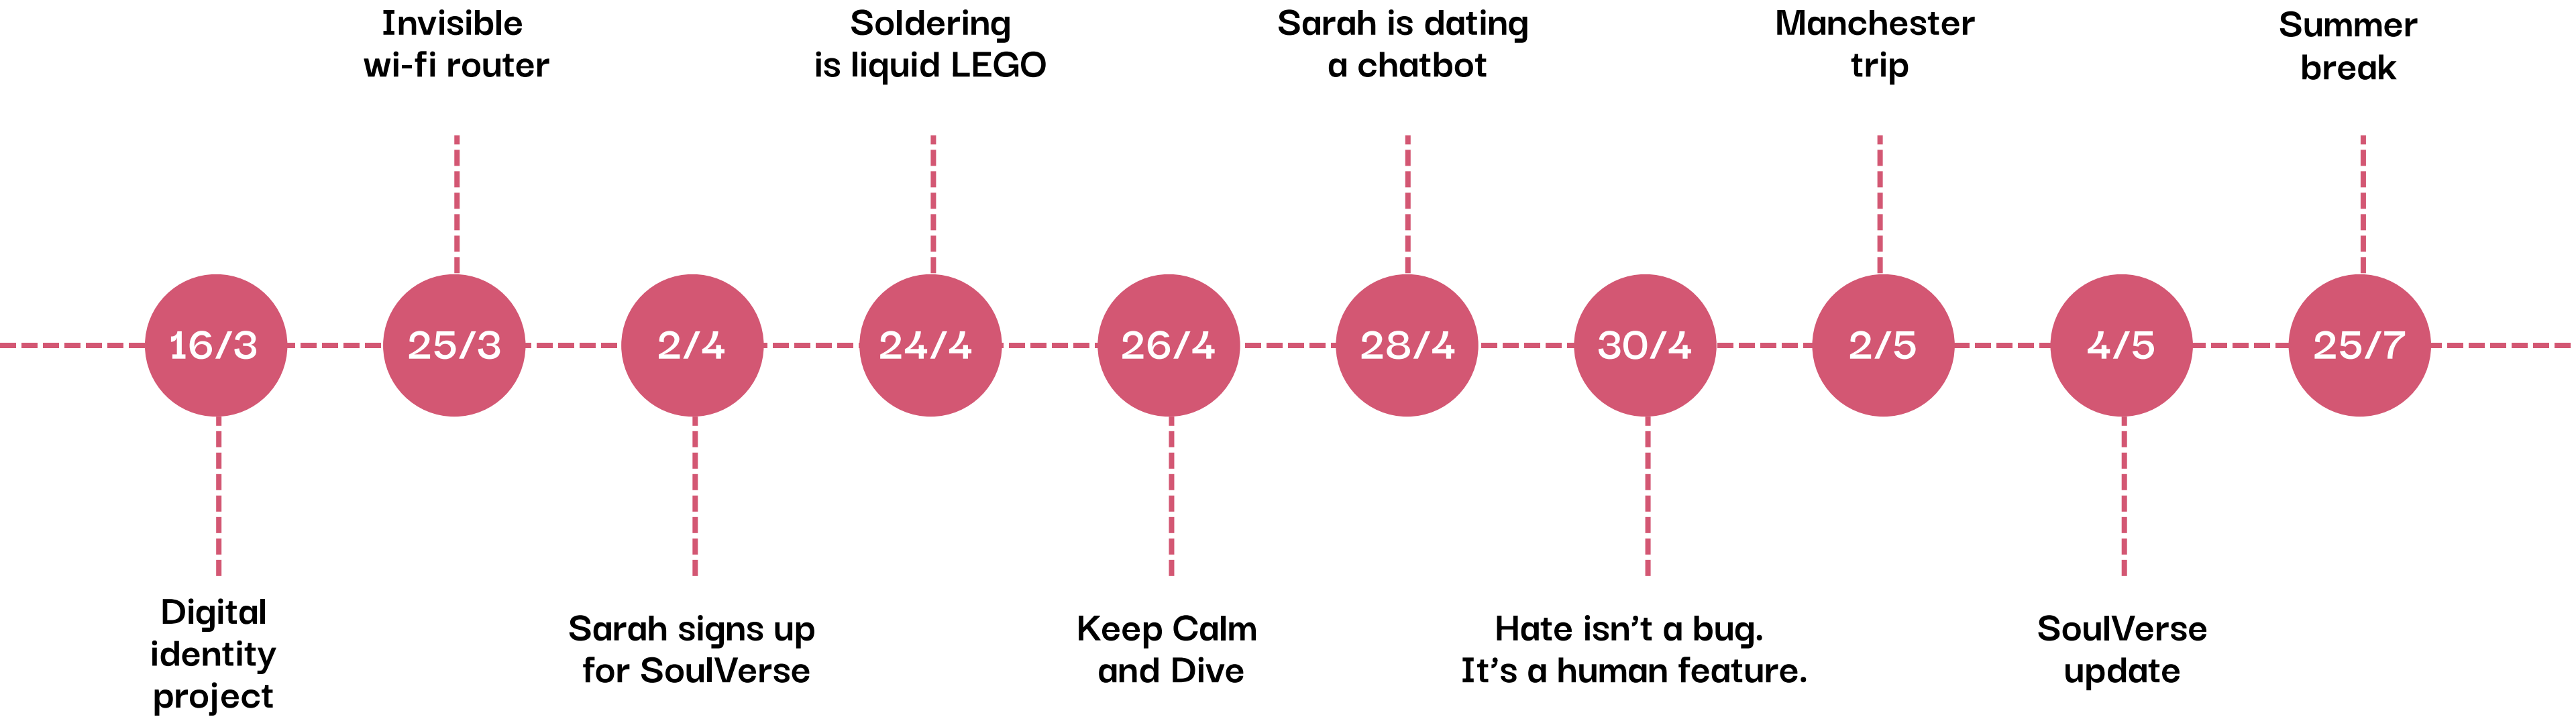 Invisible
wi-fi router
Soldering
is liquid LEGO
Sarah is dating
a chatbot
Manchester
trip
Summer
break
16/3
25/3
2/4
24/4
26/4
28/4
30/4
2/5
4/5
25/7
Digital
identity
project
Sarah signs up
for SoulVerse
Keep Calm
and Dive
Hate isn’t a bug.
It’s a human feature.
SoulVerse
update